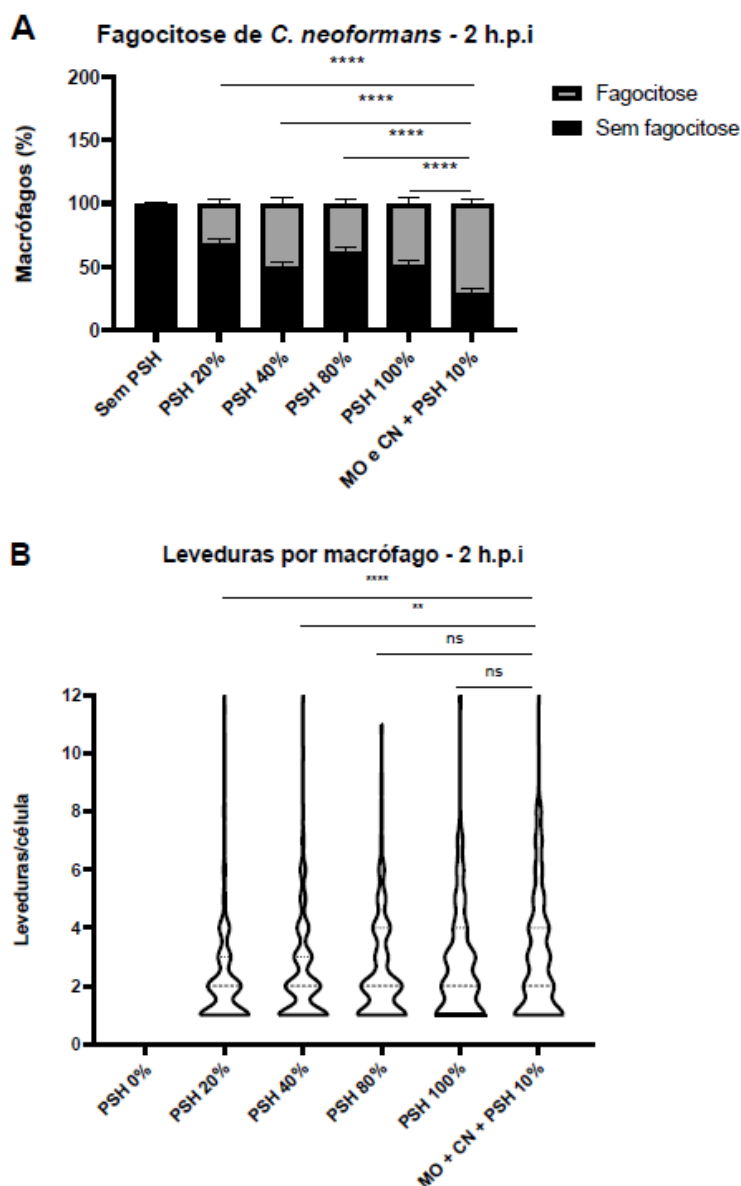 A
Fagocitose de C. neoformans - 2 h.p.i
****
****
****
****
Fagocitose
Sem fagocitose
Macrófagos (%)
200
150
100
50
0
Sem PSH
PSH 20%
PSH 40%
PSH 80%
PSH 100%
MO e CN + PSH 10%
B
Leveduras por macrófago - 2 h.p.i
****
**
ns
ns
Leveduras/célula
12
10
8
6
4
2
0
PSH 0%
PSH 20%
PSH 40%
PSH 80%
PSH 100%
MO + CN + PSH 10%